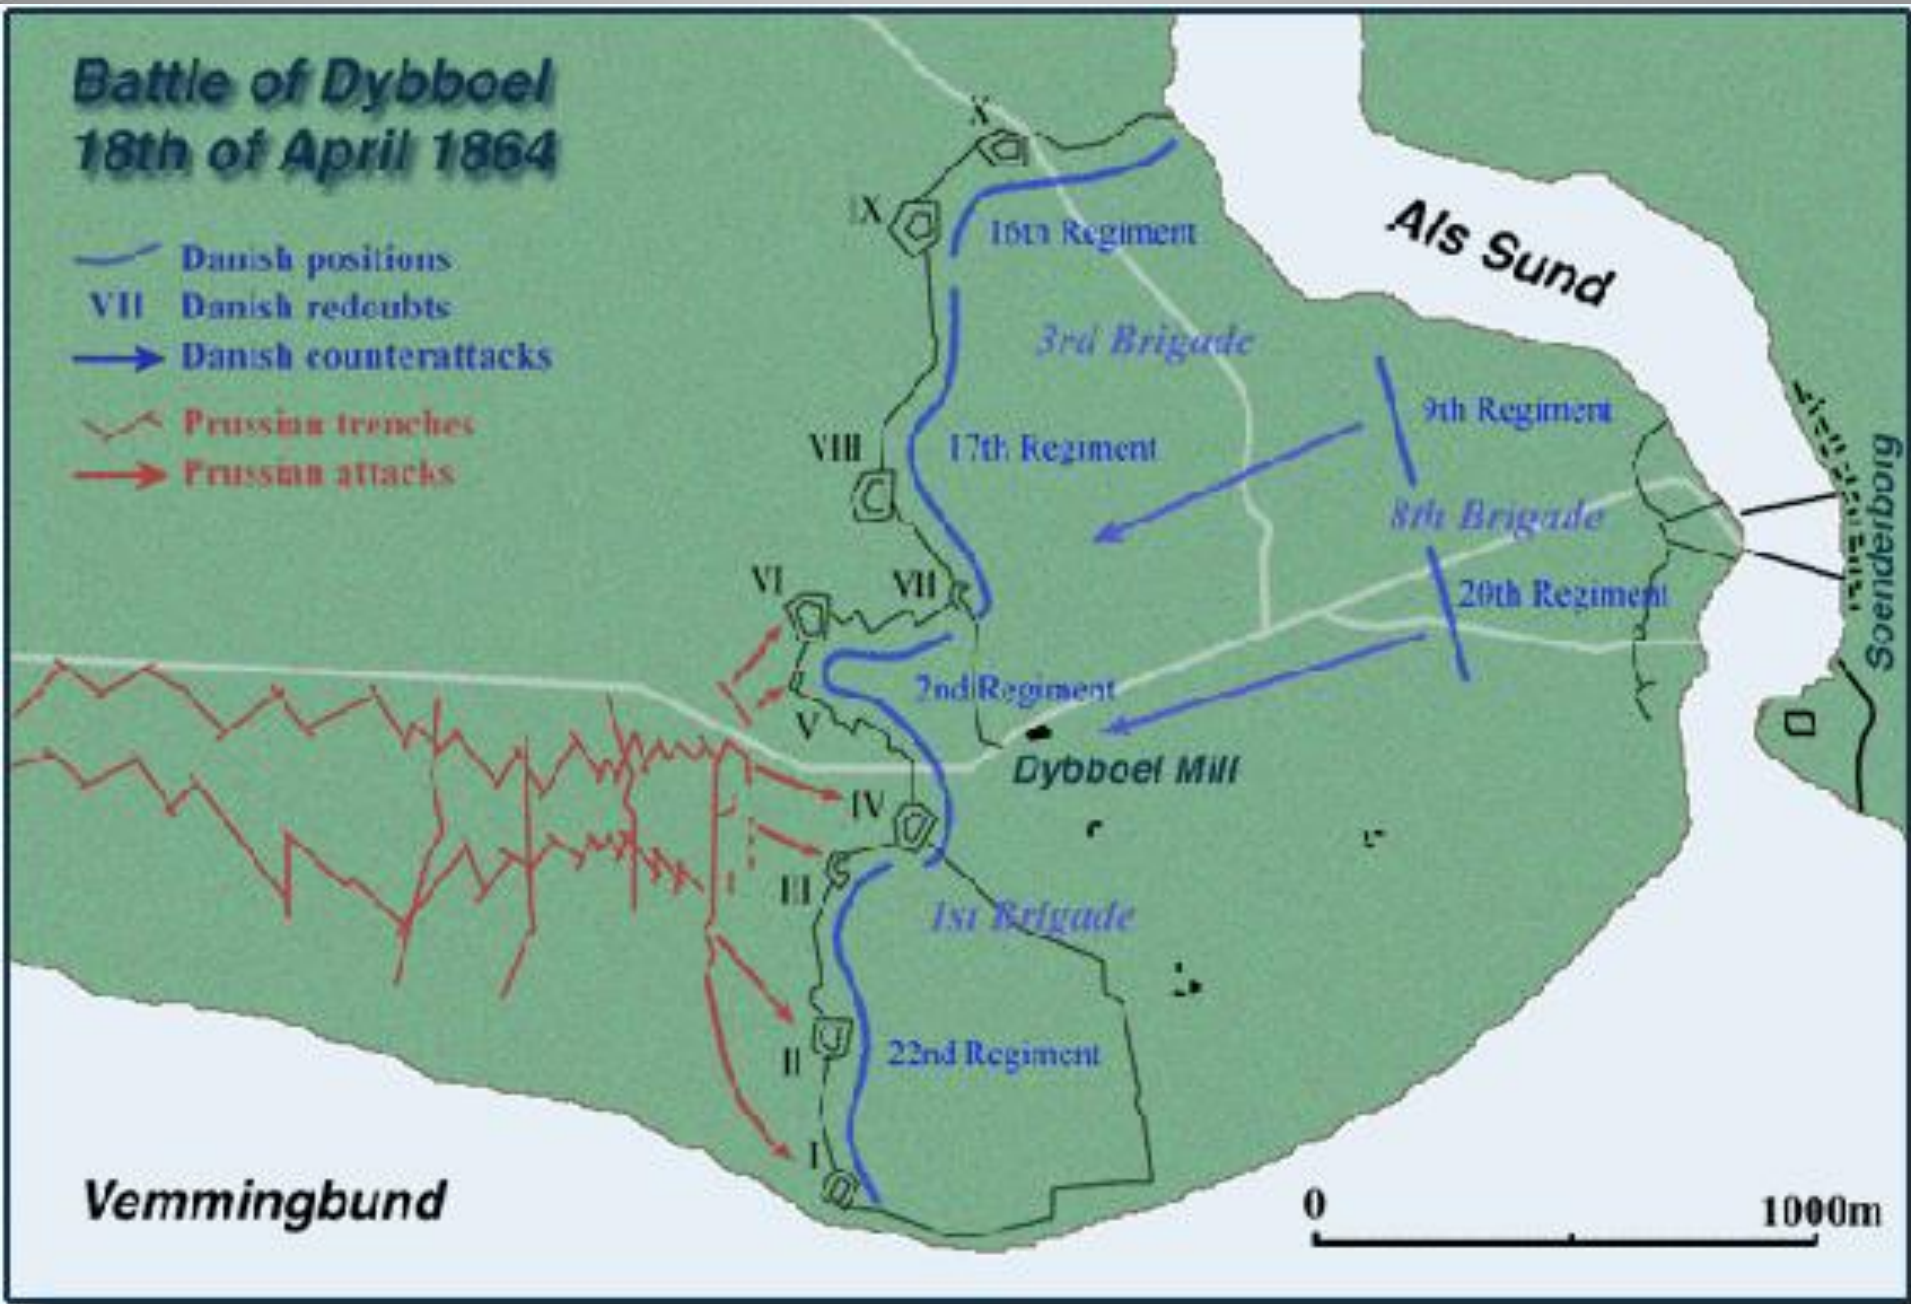 Battle of Dybboel
18th of April 1864
Danish positions
VII Danish redoubts
Danish counterattacks
Prussian trenches
Prussian attacks
X
IX
16th Regiment
Als Sund
3rd Brigade
9th Regiment
VIII
17th Regiment
8th Brigade
Soenderborg
VI
VII
20th Regiment
2nd Regiment
V
Dybboel Mill
IV
III
1st Brigade
II
22nd Regiment
I
Vemmingbund
0
1000m